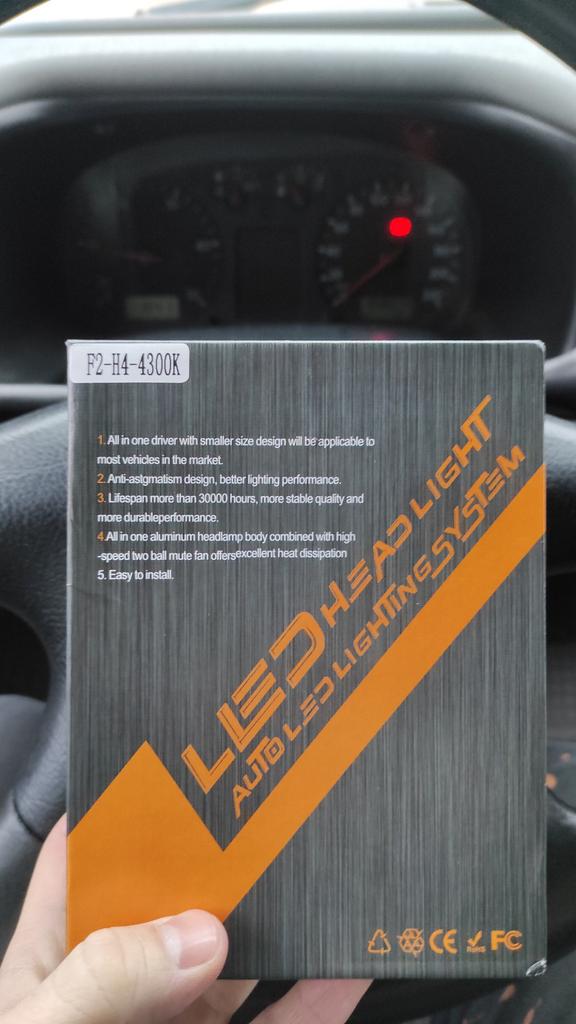 F2-H4-4300K
1. All in one driver with smaller size design will be applicable to
most vehicles in the market.
2. Anti-astgmatism design, better lighting performance.
3. Lifespan more than 30000 hours, more stable quality and
more durableperformance.
4.All in one aluminum headlamp body combined with high
-speed two ball mute fan offersexcellent heat dissipation
5. Easy to install.
LED HEAD LIGHT
AUTO LED LIGHTING SYSTEM
CE RoHS FC